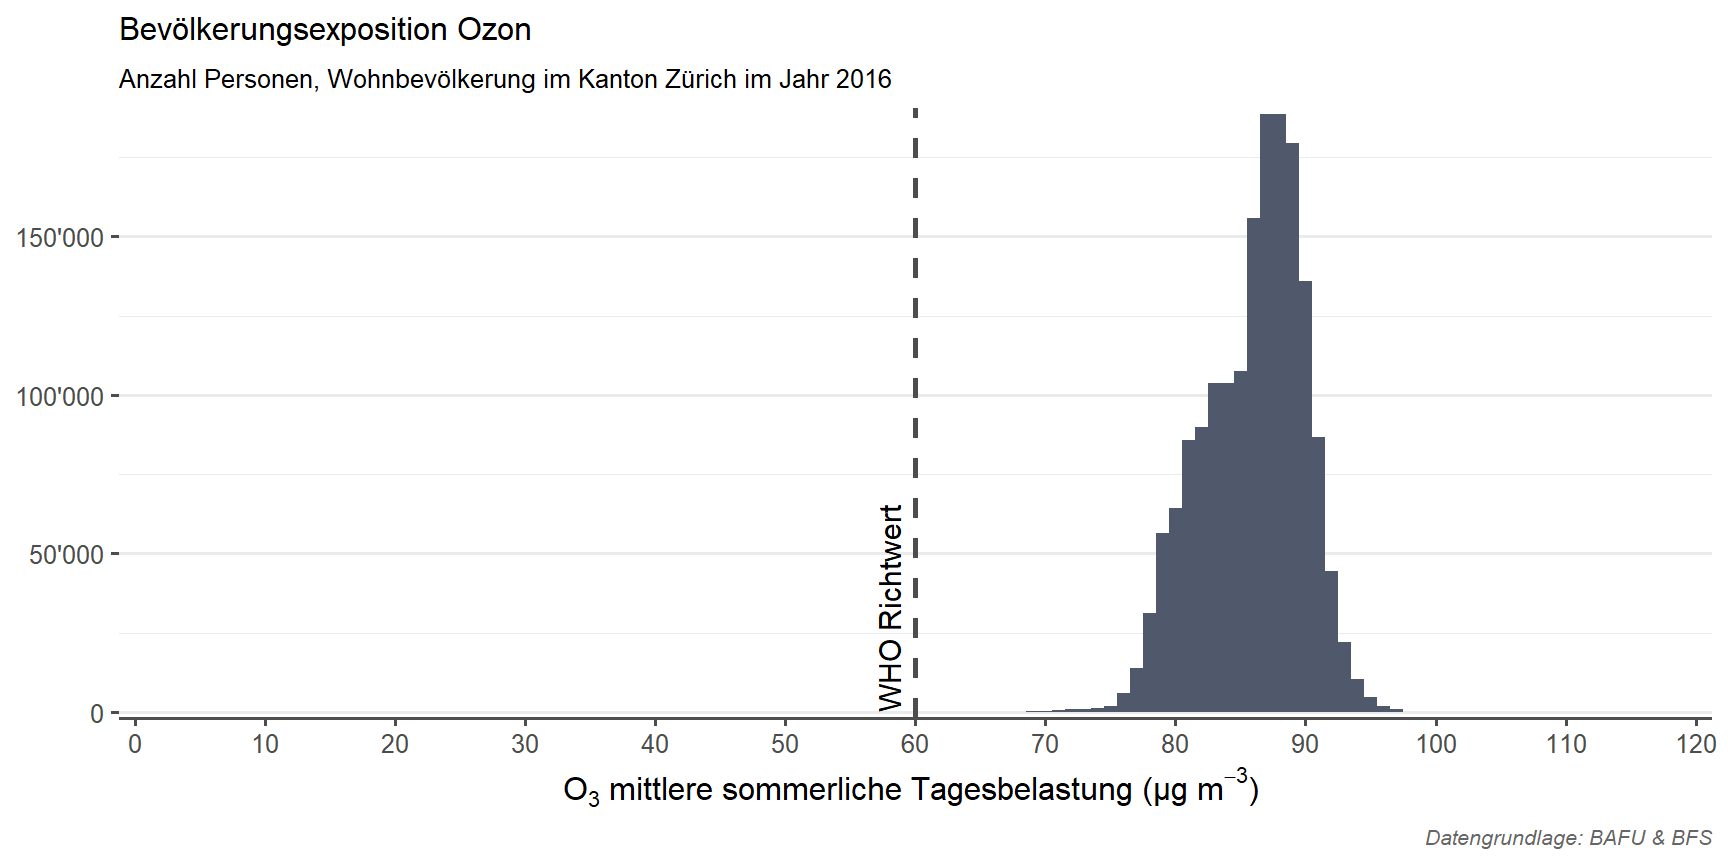 Bevölkerungsexposition Ozon
Anzahl Personen, Wohnbevölkerung im Kanton Zürich im Jahr 2016
150'000
100'000
50'000
0
WHO Richtwert
0 10 20 30 40 50 60 70 80 90 100 110 120
O₃ mittlere sommerliche Tagesbelastung (µg m⁻³)
Datengrundlage: BAFU & BFS